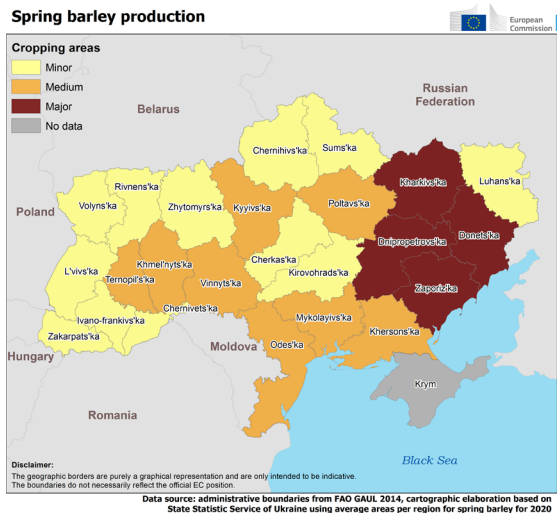 Spring barley production
European
Commission
Cropping areas
Minor
Medium
Major
No data
Belarus
Russian
Federation
Poland
Hungary
Romania
Moldova
Black Sea
Chernihivs'ka
Sums'ka
Rivnens'ka
Volyns'ka
Zhytomyrs'ka
Kyyivs'ka
Poltavs'ka
Kharkivs'ka
Luhans'ka
L'vivs'ka
Ternopil's'ka
Khmel'nyts'ka
Vinnyts'ka
Cherkas'ka
Kirovohrads'ka
Dnipropetrovs'ka
Donets'ka
Zaporiz'ka
Ivano-frankivs'ka
Zakarpats'ka
Chernivets'ka
Mykolayivs'ka
Odes'ka
Khersons'ka
Krym
Disclaimer:
The geographic borders are purely a graphical representation and are only intended to be indicative.
The boundaries do not necessarily reflect the official EC position.
Data source: administrative boundaries from FAO GAUL 2014, cartographic elaboration based on
State Statistic Service of Ukraine using average areas per region for spring barley for 2020